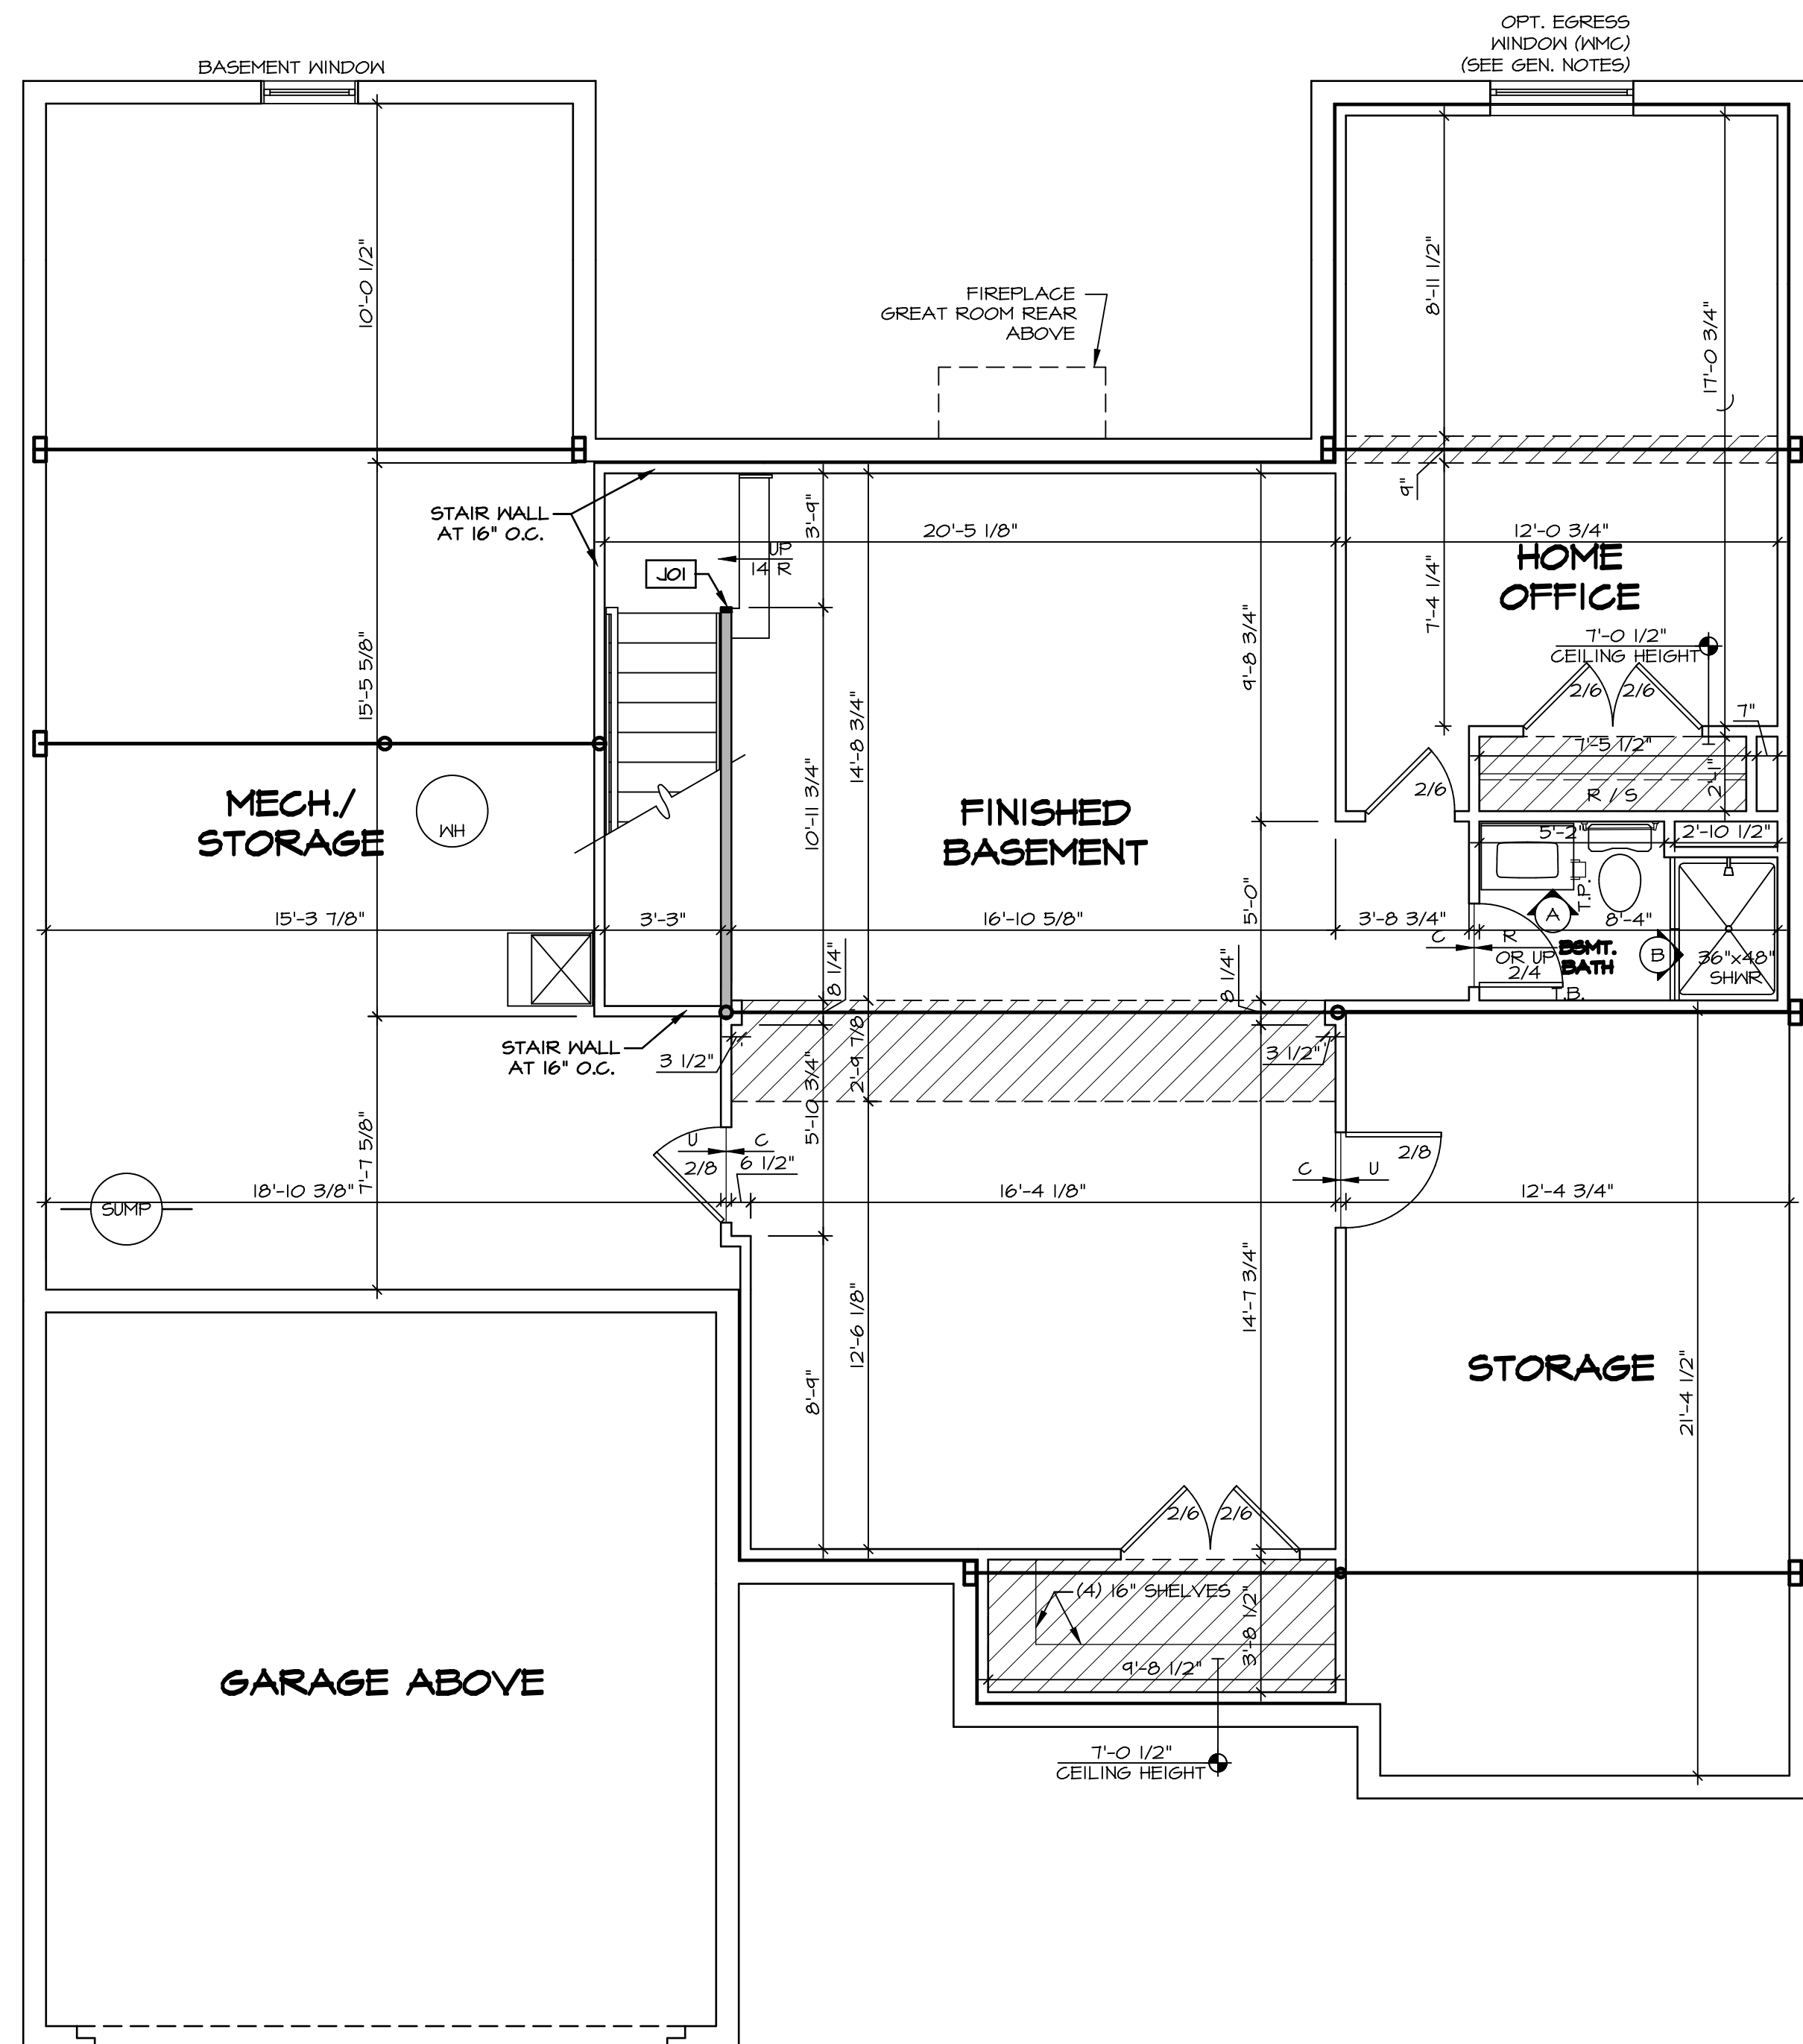 OPT. EGRESS
WINDOW (WMC)
(SEE GEN. NOTES)
BASEMENT WINDOW
10'-0 1/2"
8'-11 1/2"
17'-0 3/4"
FIREPLACE
GREAT ROOM REAR
ABOVE
9"
STAIR WALL
AT 16" O.C.
3'-9"
20'-5 1/8"
12'-0 3/4"
UP
14 R
J01
HOME
OFFICE
7'-4 1/4"
7'-0 1/2"
CEILING HEIGHT
15'-5 5/8"
14'-8 3/4"
9'-8 3/4"
2/6
2/6
7"
7'-5 1/2"
2'-1"
R / S
2/6
MECH./
STORAGE
WH
10'-11 3/4"
FINISHED
BASEMENT
5'-2"
2'-10 1/2"
T.P.
15'-3 7/8"
3'-3"
16'-10 5/8"
5'-0"
3'-8 3/4"
A
8'-4"
C
R
OR UP
2/4
BSMT.
BATH
B
36"x48"
SHWR
T.B.
8 1/4"
8 1/4"
STAIR WALL
AT 16" O.C.
3 1/2"
3 1/2"
5'-10 3/4"
2'-9 7/8"
7'-7 5/8"
U
C
2/8
6 1/2"
C
U
2/8
SUMP
18'-10 3/8"
16'-4 1/8"
12'-4 3/4"
8'-9"
12'-6 1/8"
14'-7 3/4"
STORAGE
21'-4 1/2"
2/6
2/6
(4) 16" SHELVES
3'-8 1/2"
9'-8 1/2"
GARAGE ABOVE
7'-0 1/2"
CEILING HEIGHT